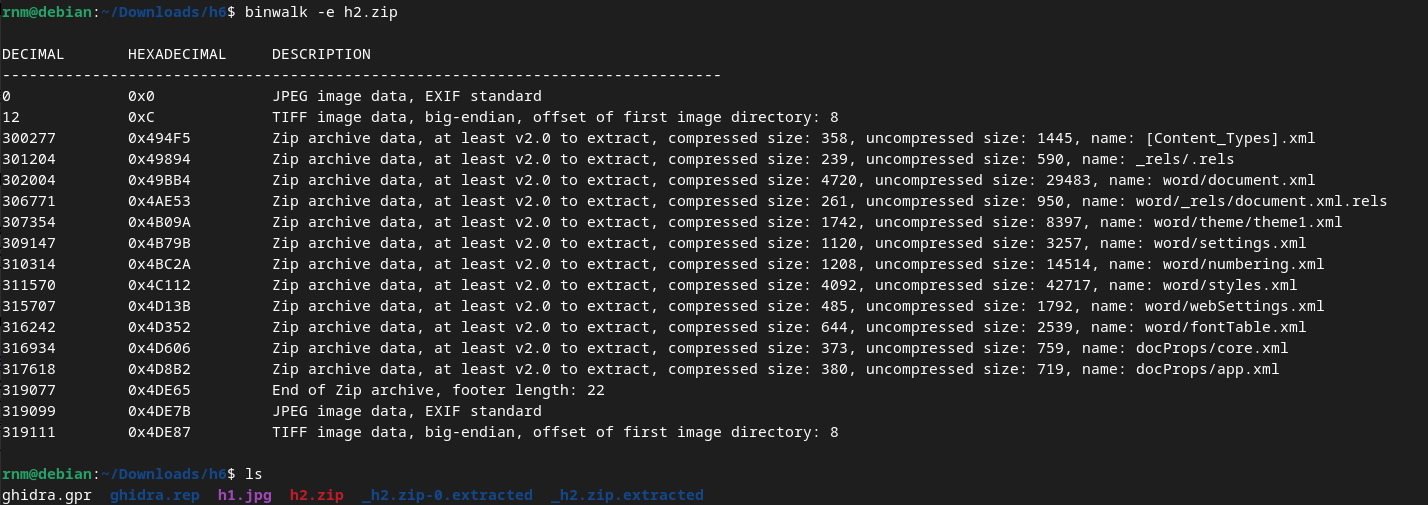 rnm@debian:~/Downloads/h6$ binwalk -e h2.zip
DECIMAL       HEXADECIMAL     DESCRIPTION
--------------------------------------------------------------------------------
0             0x0             JPEG image data, EXIF standard
12            0xC             TIFF image data, big-endian, offset of first image directory: 8
300277        0x494F5         Zip archive data, at least v2.0 to extract, compressed size: 358, uncompressed size: 1445, name: [Content_Types].xml
301204        0x49894         Zip archive data, at least v2.0 to extract, compressed size: 239, uncompressed size: 590, name: _rels/.rels
302004        0x49BB4         Zip archive data, at least v2.0 to extract, compressed size: 4720, uncompressed size: 29483, name: word/document.xml
306771        0x4AE53         Zip archive data, at least v2.0 to extract, compressed size: 261, uncompressed size: 950, name: word/_rels/document.xml.rels
307354        0x4B09A         Zip archive data, at least v2.0 to extract, compressed size: 1742, uncompressed size: 8397, name: word/theme/theme1.xml
309147        0x4B79B         Zip archive data, at least v2.0 to extract, compressed size: 1120, uncompressed size: 3257, name: word/settings.xml
310314        0x4BC2A         Zip archive data, at least v2.0 to extract, compressed size: 1208, uncompressed size: 14514, name: word/numbering.xml
311570        0x4C112         Zip archive data, at least v2.0 to extract, compressed size: 4092, uncompressed size: 42717, name: word/styles.xml
315707        0x4D13B         Zip archive data, at least v2.0 to extract, compressed size: 485, uncompressed size: 1792, name: word/webSettings.xml
316242        0x4D352         Zip archive data, at least v2.0 to extract, compressed size: 644, uncompressed size: 2539, name: word/fontTable.xml
316934        0x4D606         Zip archive data, at least v2.0 to extract, compressed size: 373, uncompressed size: 759, name: docProps/core.xml
317618        0x4D8B2         Zip archive data, at least v2.0 to extract, compressed size: 380, uncompressed size: 719, name: docProps/app.xml
319077        0x4DE65         End of Zip archive, footer length: 22
319099        0x4DE7B         JPEG image data, EXIF standard
319111        0x4DE87         TIFF image data, big-endian, offset of first image directory: 8
rnm@debian:~/Downloads/h6$ ls
ghidra.gpr  ghidra.rep  h1.jpg  h2.zip  _h2.zip-0.extracted  _h2.zip.extracted